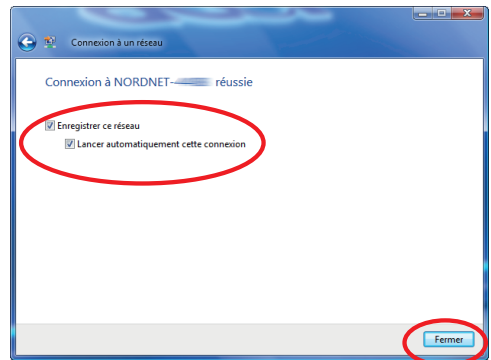 Connexion à un réseau
Connexion à NORDNET- réussie
Enregistrer ce réseau
Lancer automatiquement cette connexion
Fermer